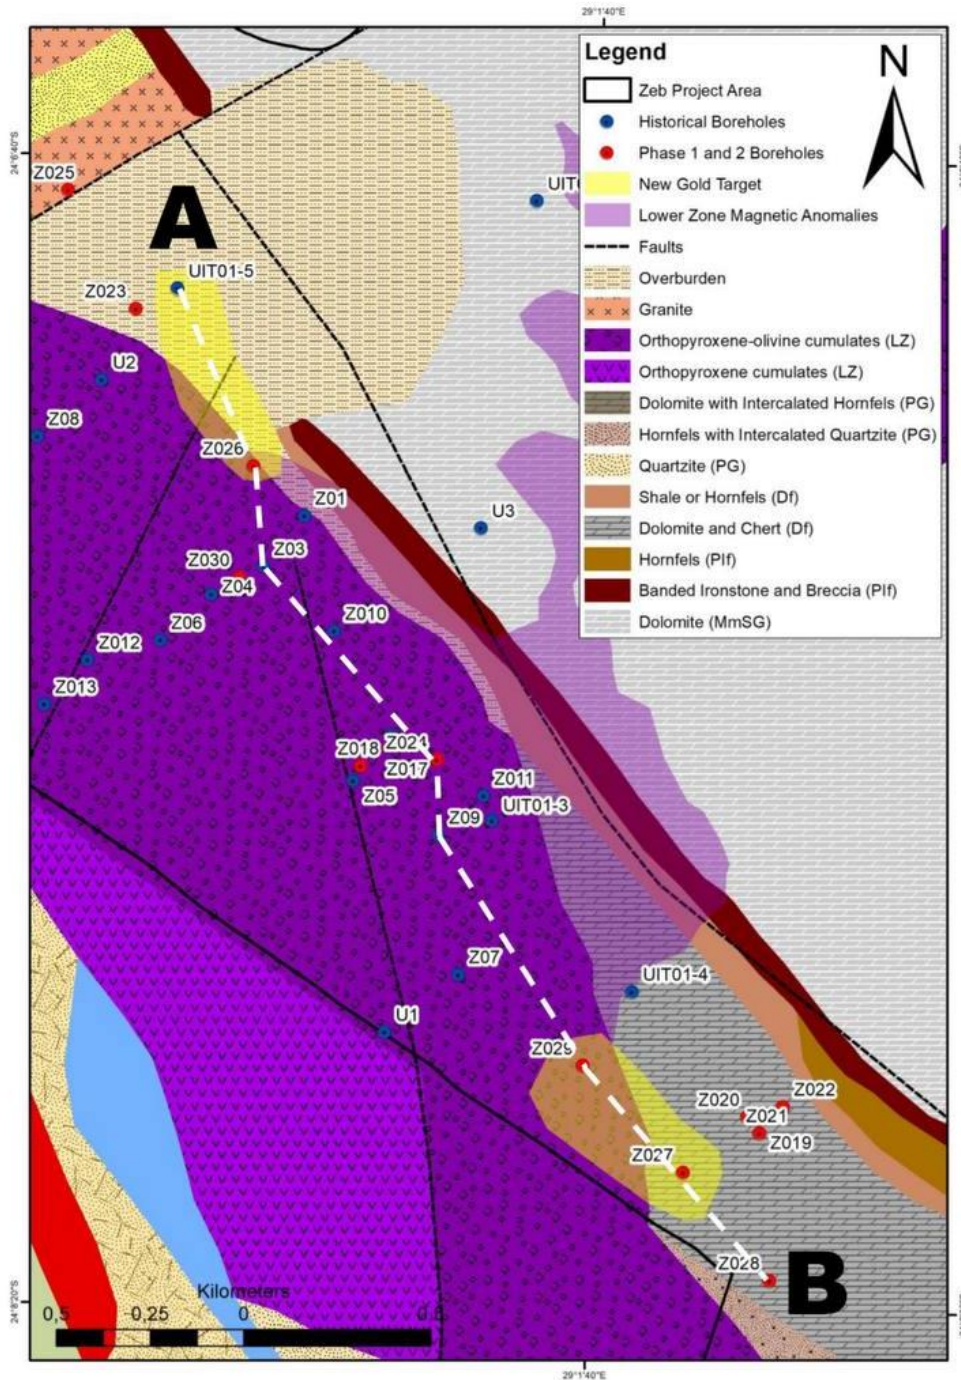 29°1'40"E
Legend
N
Zeb Project Area
Historical Boreholes
Phase 1 and 2 Boreholes
New Gold Target
Lower Zone Magnetic Anomalies
Faults
Overburden
Granite
Orthopyroxene-olivine cumulates (LZ)
Orthopyroxene cumulates (LZ)
Dolomite with Intercalated Hornfels (PG)
Hornfels with Intercalated Quartzite (PG)
Quartzite (PG)
Shale or Hornfels (Df)
Dolomite and Chert (Df)
Hornfels (Plf)
Banded Ironstone and Breccia (Plf)
Dolomite (MmSG)
24°6'40"S
Z025
A
UIT01-5
Z023
U2
Z08
Z026
Z01
U3
Z03
Z030
Z04
Z010
Z06
Z012
Z013
Z024
Z018
Z017
Z05
Z011
UIT01-3
Z09
Z07
UIT01-4
U1
Z029
Z022
Z020
Z021
Z019
Z027
Z028
B
24°8'20"S
Kilometers
0,5 0,25 0
29°1'40"E